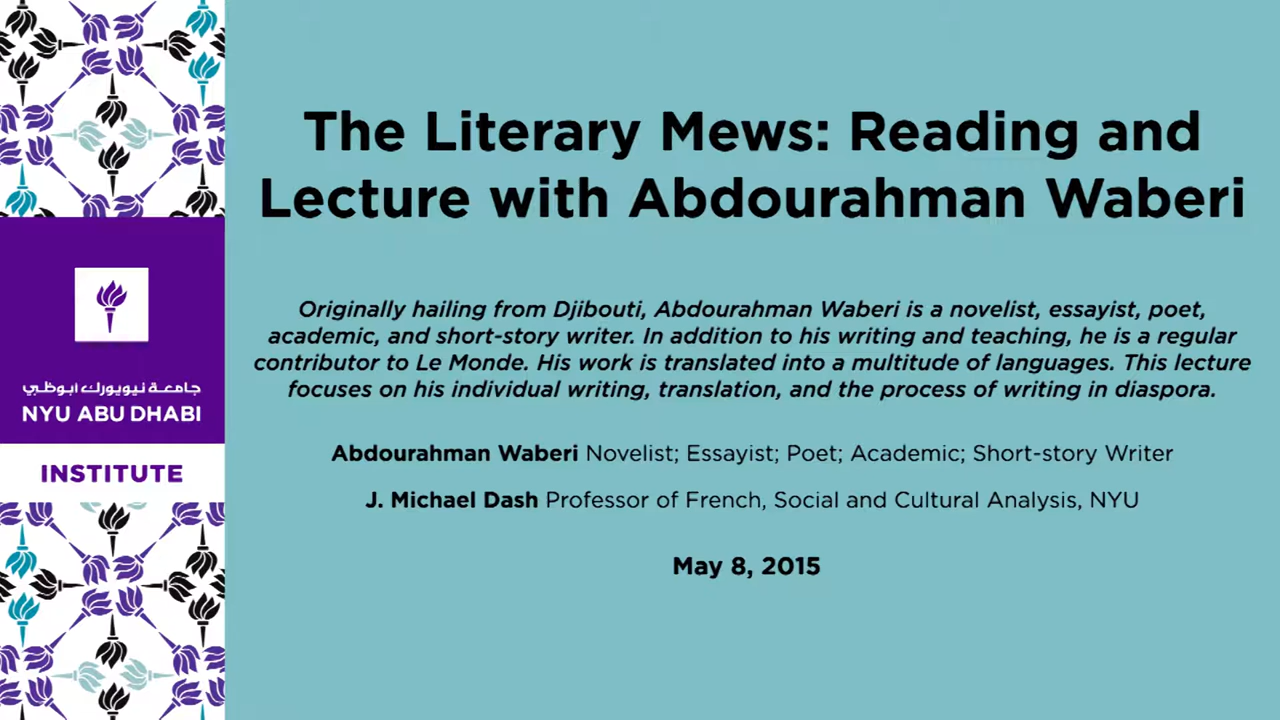 The Literary Mews: Reading and
Lecture with Abdourahman Waberi
Originally hailing from Djibouti, Abdourahman Waberi is a novelist, essayist, poet,
academic, and short-story writer. In addition to his writing and teaching, he is a regular
contributor to Le Monde. His work is translated into a multitude of languages. This lecture
focuses on his individual writing, translation, and the process of writing in diaspora.
Abdourahman Waberi Novelist; Essayist; Poet; Academic; Short-story Writer
J. Michael Dash Professor of French, Social and Cultural Analysis, NYU
May 8, 2015
جامعة نيويورك أبوظبي
NYU ABU DHABI
INSTITUTE